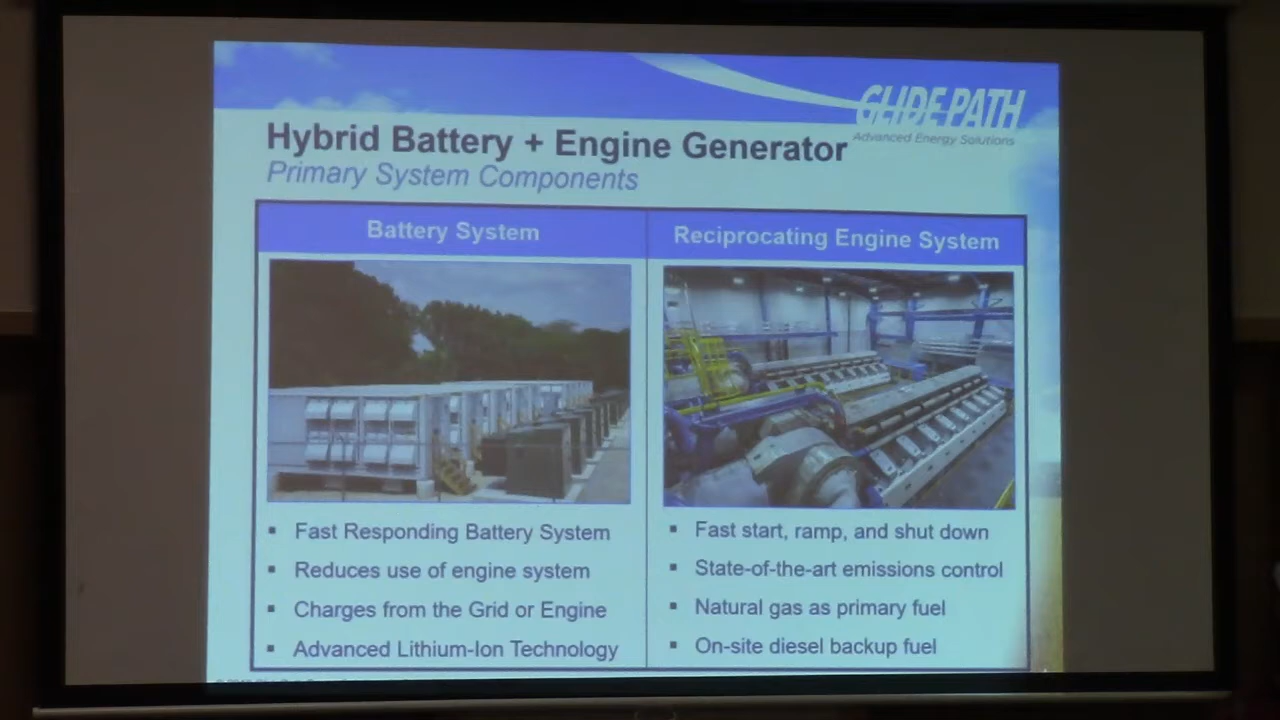 GLIDE PATH
Advanced Energy Solutions
Hybrid Battery + Engine Generator
Primary System Components
Battery System
Reciprocating Engine System
▪ Fast Responding Battery System
▪ Reduces use of engine system
▪ Charges from the Grid or Engine
▪ Advanced Lithium-Ion Technology
▪ Fast start, ramp, and shut down
▪ State-of-the-art emissions control
▪ Natural gas as primary fuel
▪ On-site diesel backup fuel